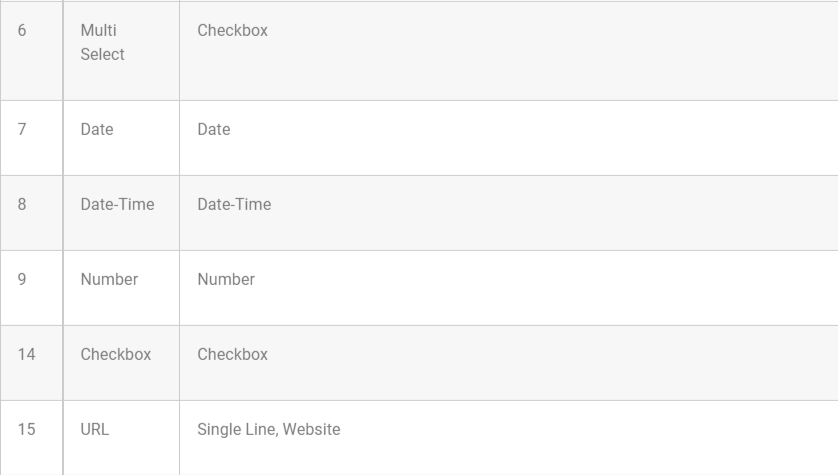 6 Multi Checkbox
Select
7 Date Date
8 Date-Time Date-Time
9 Number Number
14 Checkbox Checkbox
15 URL Single Line, Website